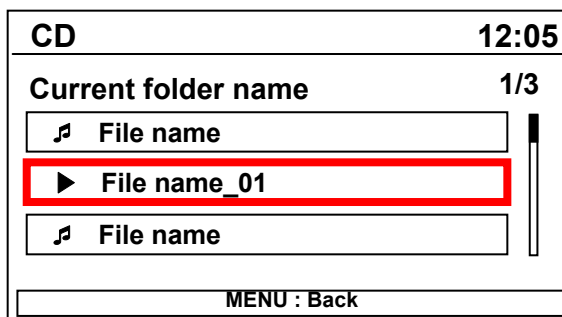 CD 12:05
Current folder name 1/3
File name
File name_01
File name
MENU : Back